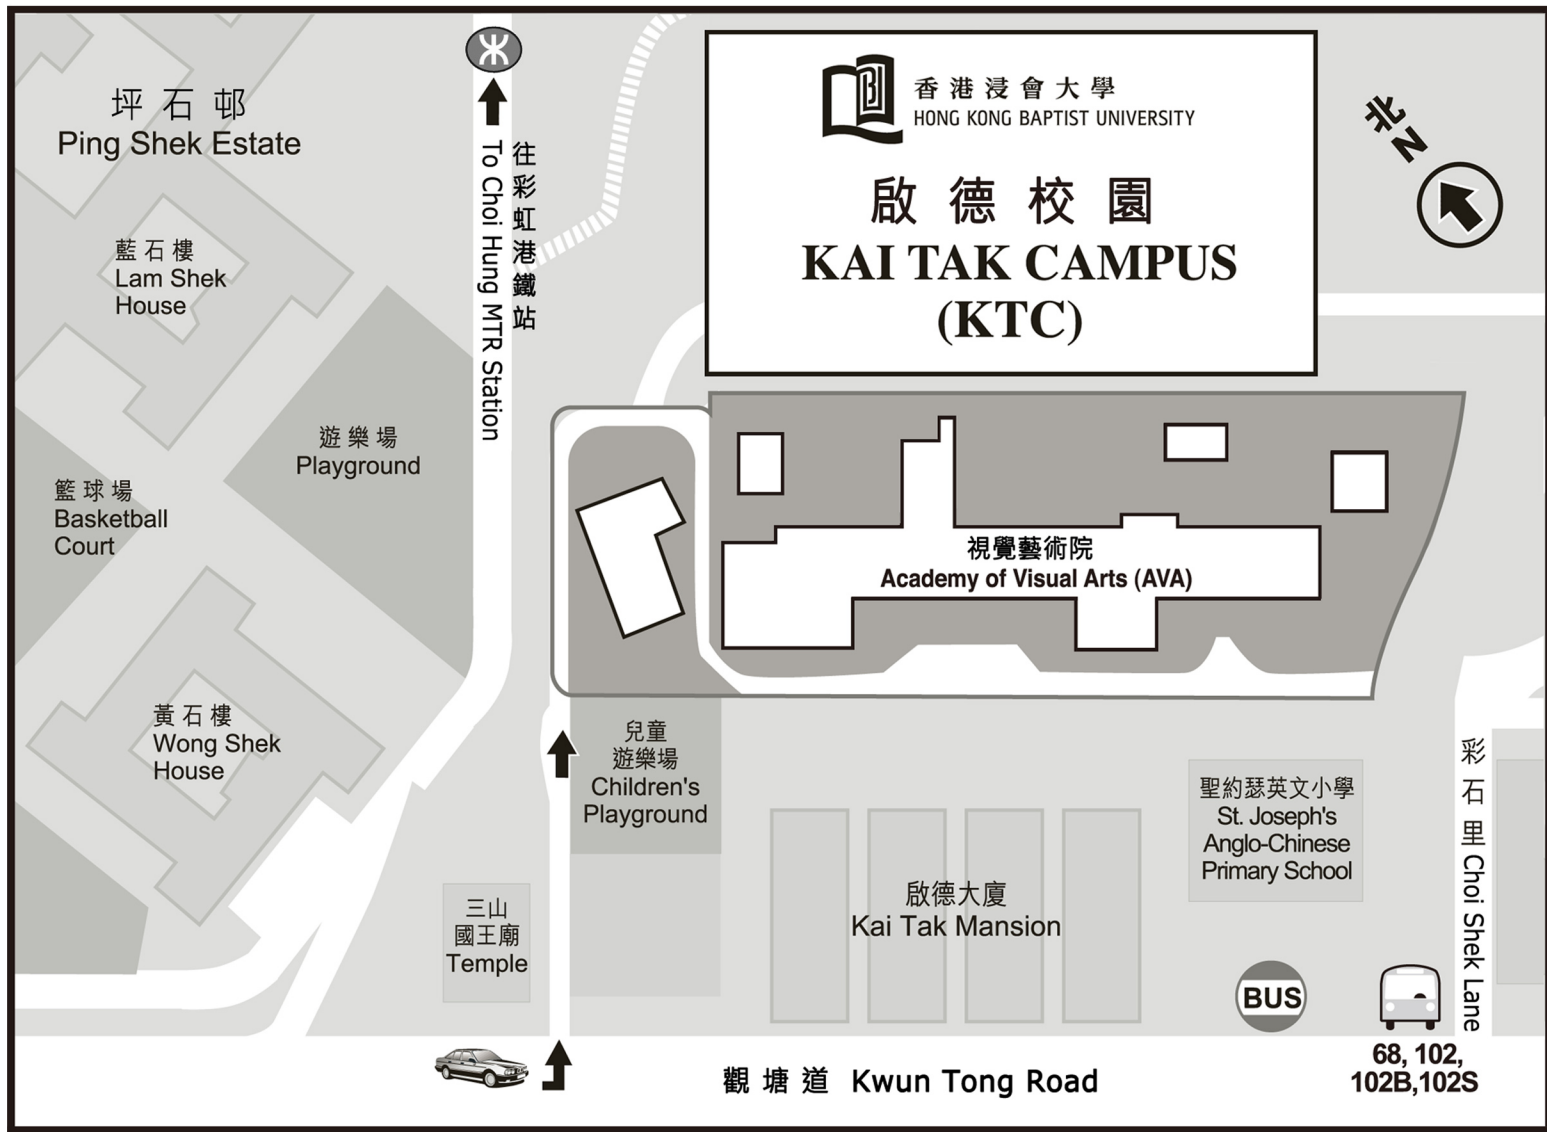 香港浸會大學
HONG KONG BAPTIST UNIVERSITY
啟德校園
KAI TAK CAMPUS
(KTC)
北
N
坪石邨
Ping Shek Estate
往彩虹港鐵站
To Choi Hung MTR Station
藍石樓
Lam Shek
House
遊樂場
Playground
籃球場
Basketball
Court
視覺藝術院
Academy of Visual Arts (AVA)
黃石樓
Wong Shek
House
兒童
遊樂場
Children's
Playground
三山
國王廟
Temple
啟德大廈
Kai Tak Mansion
聖約瑟英文小學
St. Joseph's
Anglo-Chinese
Primary School
彩石里 Choi Shek Lane
BUS
68, 102,
102B,102S
觀塘道 Kwun Tong Road